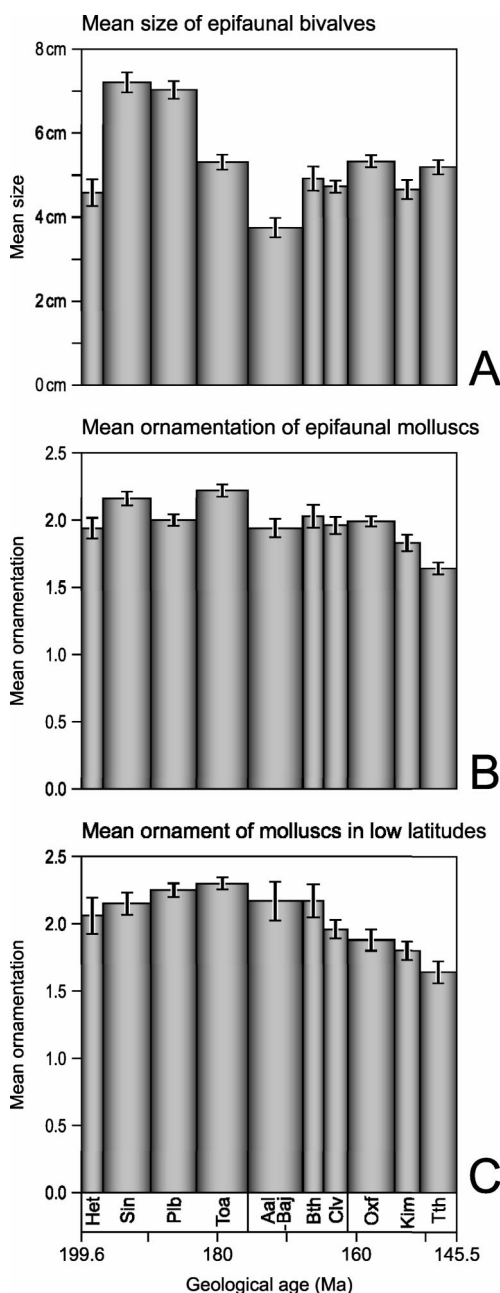 Mean size of epifaunal bivalves
8 cm
6 cm
4 cm
2 cm
0 cm
Mean size
A
Mean ornamentation of epifaunal molluscs
2.5
2.0
1.5
1.0
0.5
0.0
Mean ornamentation
B
Mean ornament of molluscs in low latitudes
2.5
2.0
1.5
1.0
0.5
0.0
Mean ornamentation
C
Het Sin Plb Toa Aal -Baj Bth Clv Oxf Kim Tth
199.6 180 160 145.5
Geological age (Ma)